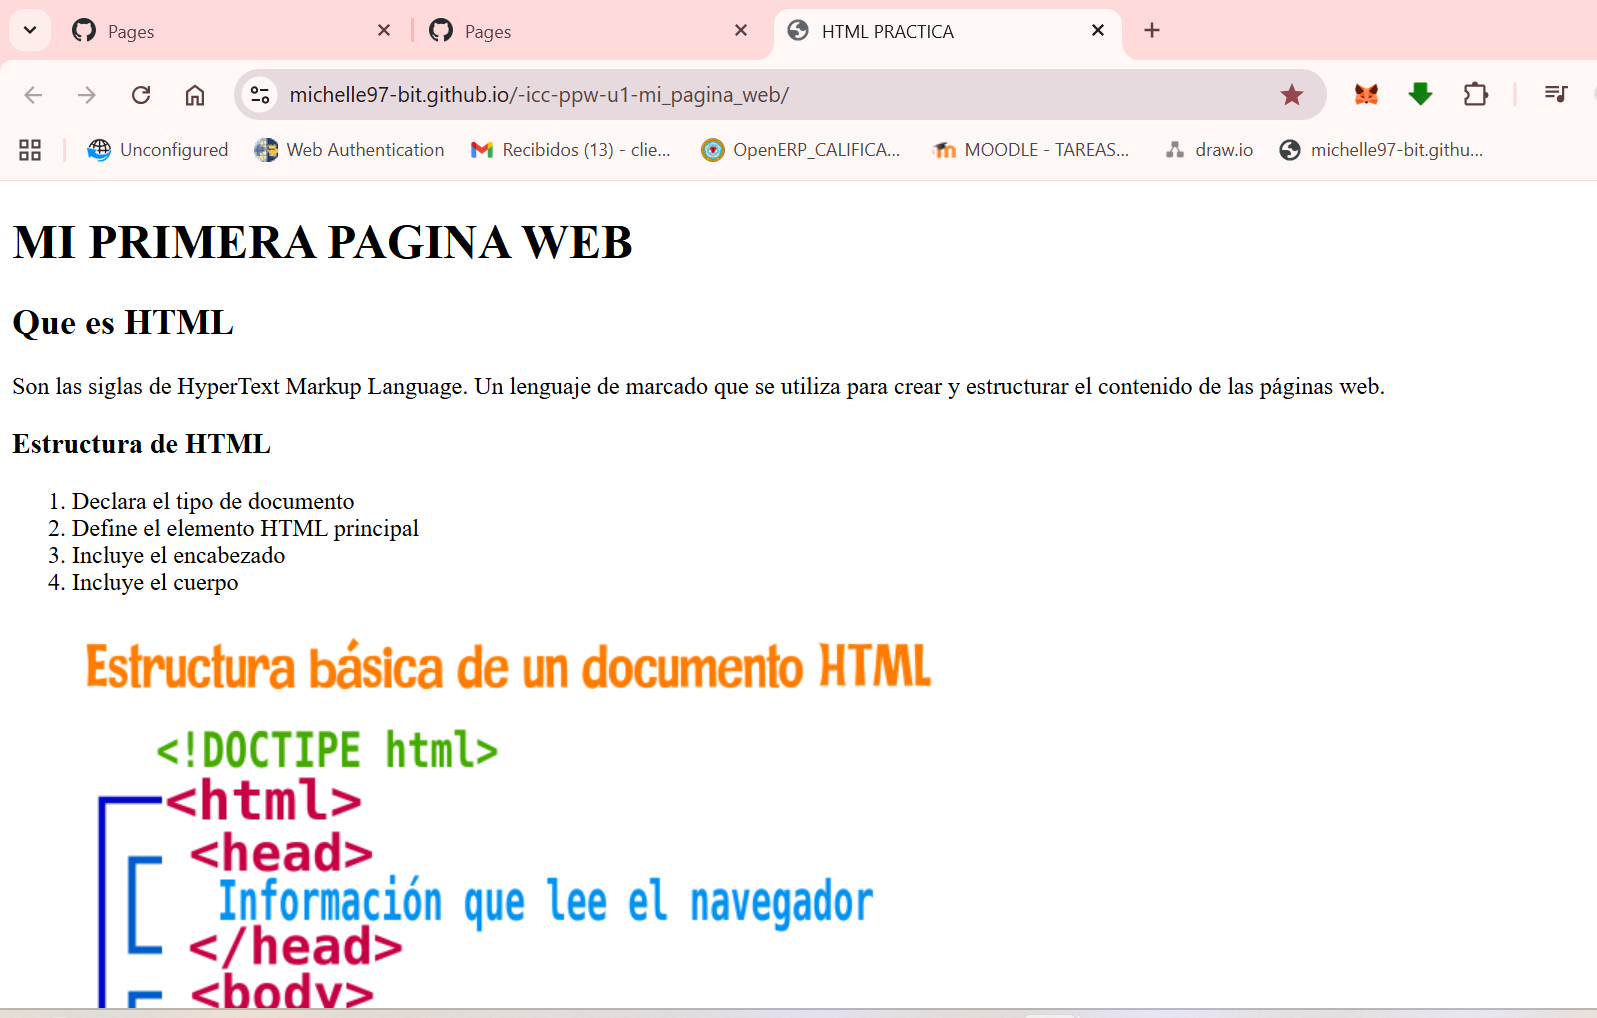 Pages
Pages
HTML PRACTICA
michelle97-bit.github.io/-icc-ppw-u1-mi_pagina_web/
Unconfigured
Web Authentication
Recibidos (13) - clie...
OpenERP_CALIFICA...
MOODLE - TAREAS...
draw.io
michelle97-bit.githu...
MI PRIMERA PAGINA WEB
Que es HTML
Son las siglas de HyperText Markup Language. Un lenguaje de marcado que se utiliza para crear y estructurar el contenido de las páginas web.
Estructura de HTML
1. Declara el tipo de documento
2. Define el elemento HTML principal
3. Incluye el encabezado
4. Incluye el cuerpo
Estructura básica de un documento HTML
<!DOCTIPE html>
<html>
<head>
Información que lee el navegador
</head>
<body>